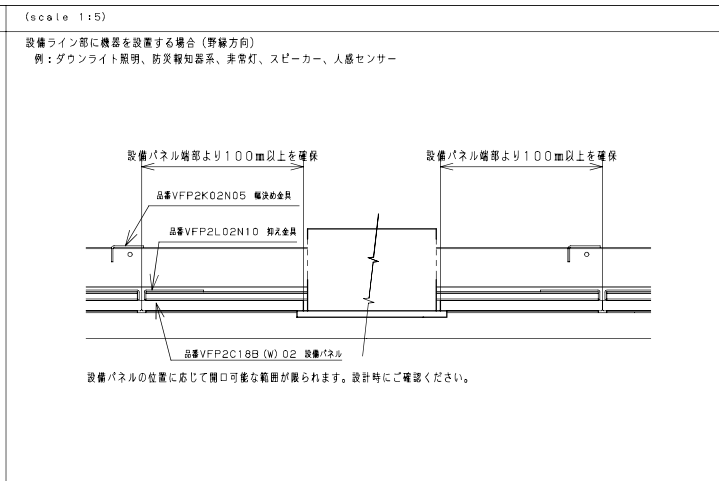 (scale 1:5)
設備ライン部に機器を設置する場合（野縁方向）
例：ダウンライト照明、防災報知器系、非常灯、スピーカー、人感センサー
設備パネル端部より100㎜以上を確保
設備パネル端部より100㎜以上を確保
品番VFP2K02N05 幅決め金具
品番VFP2L02N10 抑え金具
品番VFP2C18B(W)02 設備パネル
設備パネルの位置に応じて開口可能な範囲が限られます。設計時にご確認ください。